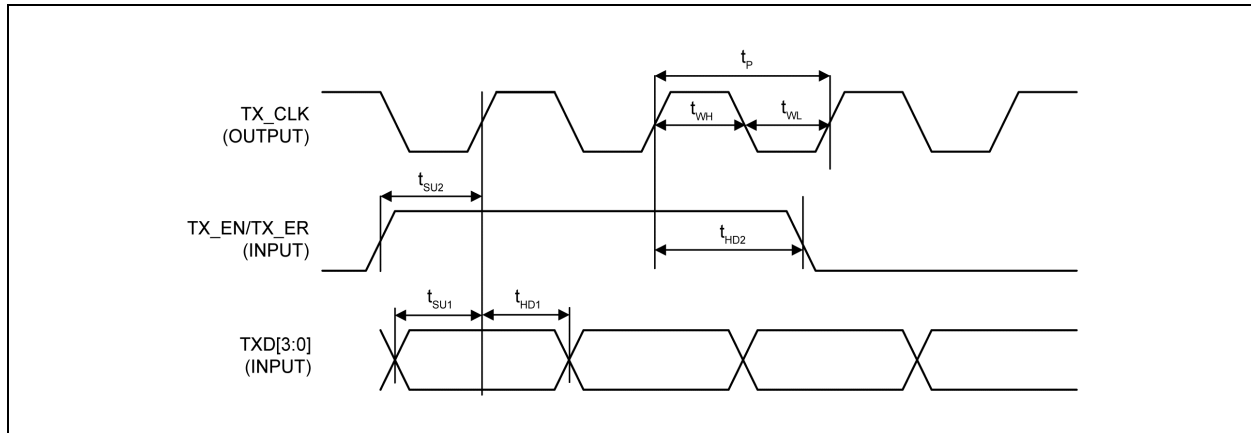 t_P
TX_CLK
(OUTPUT)
t_WH
t_WL
t_SU2
TX_EN/TX_ER
(INPUT)
t_HD2
t_SU1
t_HD1
TXD[3:0]
(INPUT)